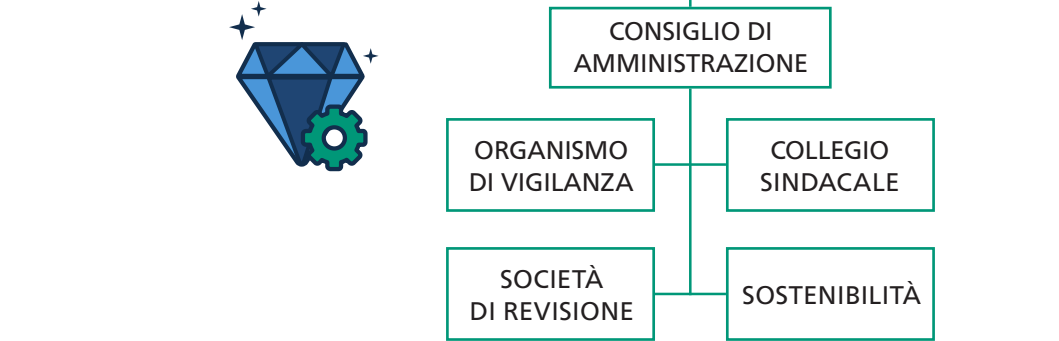 CONSIGLIO DI
AMMINISTRAZIONE
ORGANISMO
DI VIGILANZA
COLLEGIO
SINDACALE
SOCIETÀ
DI REVISIONE
SOSTENIBILITÀ